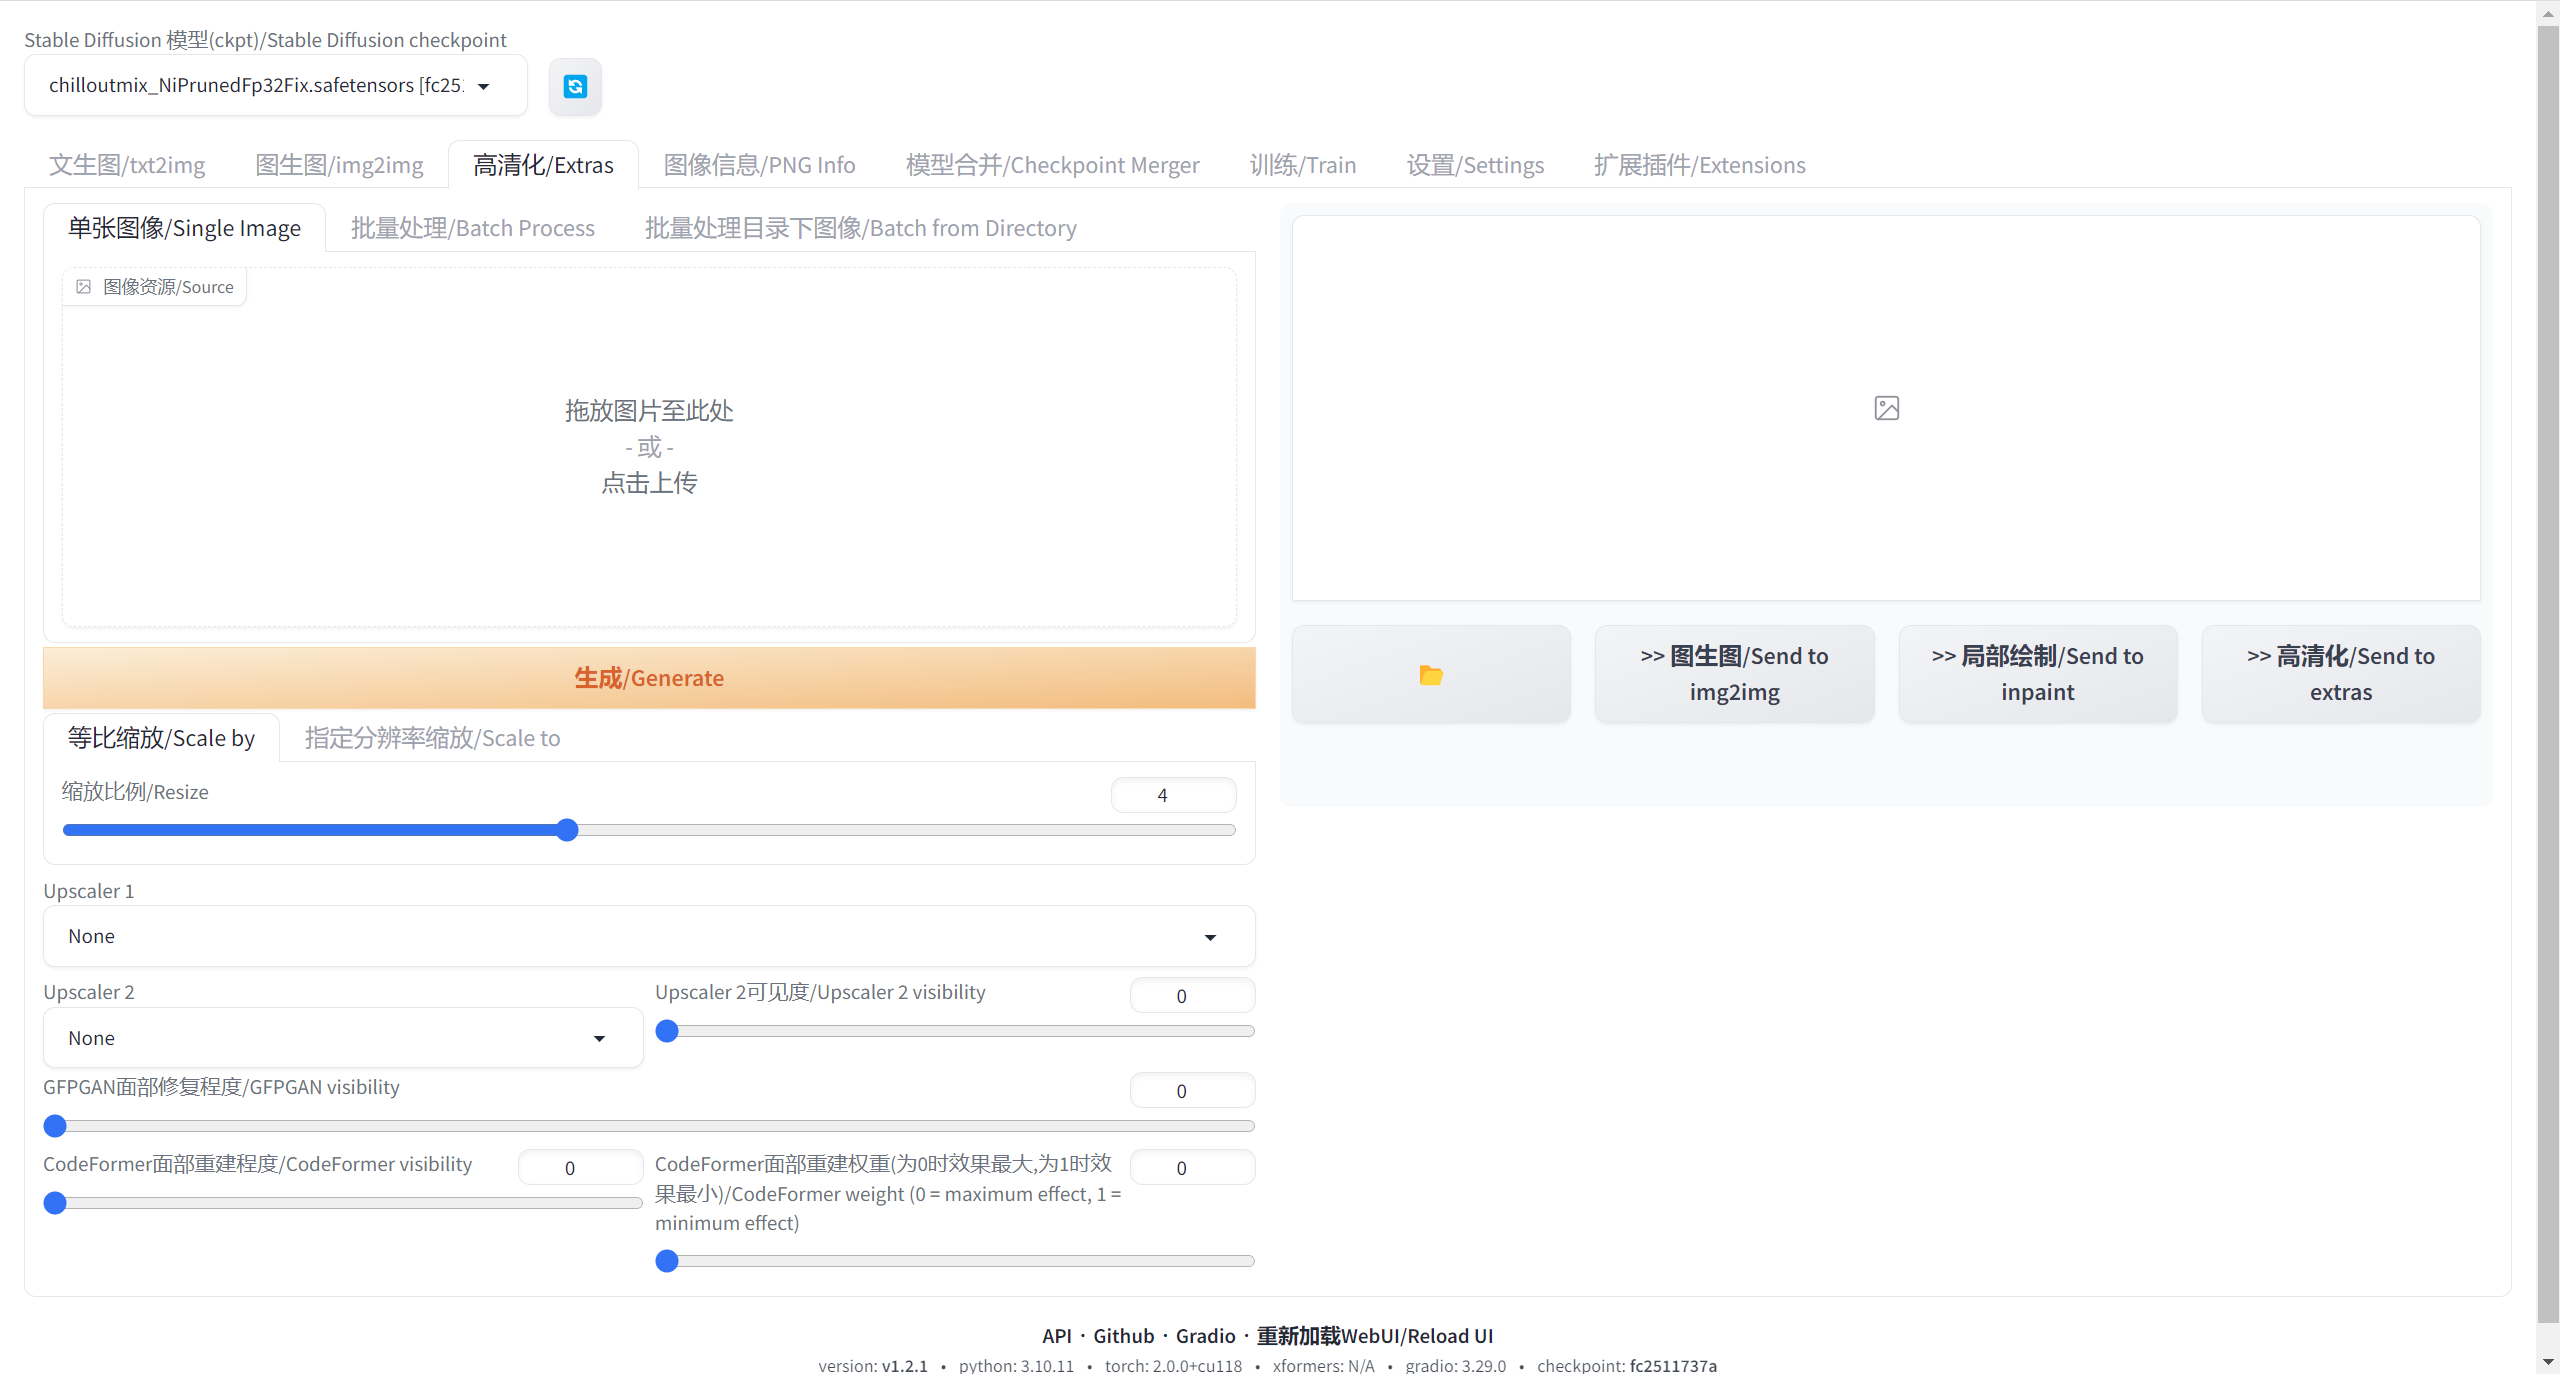 Stable Diffusion 模型(ckpt)/Stable Diffusion checkpoint
chilloutmix_NiPrunedFp32Fix.safetensors [fc25
文生图/txt2img 图生图/img2img 高清化/Extras 图像信息/PNG Info 模型合并/Checkpoint Merger 训练/Train 设置/Settings 扩展插件/Extensions
单张图像/Single Image 批量处理/Batch Process 批量处理目录下图像/Batch from Directory
图像资源/Source
拖放图片至此处
- 或 -
点击上传
生成/Generate
>> 图生图/Send to img2img
>> 局部绘制/Send to inpaint
>> 高清化/Send to extras
等比缩放/Scale by 指定分辨率缩放/Scale to
缩放比例/Resize 4
Upscaler 1
None
Upscaler 2
None
Upscaler 2可见度/Upscaler 2 visibility 0
GFPGAN面部修复程度/GFPGAN visibility 0
CodeFormer面部重建程度/CodeFormer visibility 0
CodeFormer面部重建权重(为0时效果最大,为1时效
果最小)/CodeFormer weight (0 = maximum effect, 1 =
minimum effect)
0
API · Github · Gradio · 重新加载WebUI/Reload UI
version: v1.2.1 • python: 3.10.11 • torch: 2.0.0+cu118 • xformers: N/A • gradio: 3.29.0 • checkpoint: fc2511737a